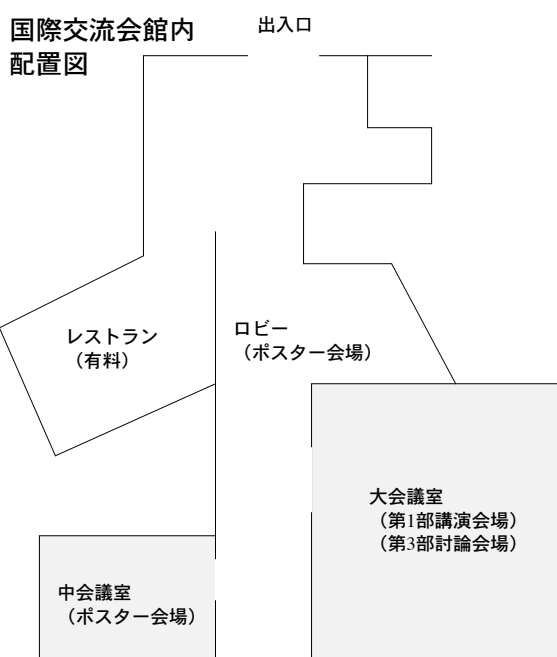 国際交流会館内
配置図
出入口
レストラン
（有料）
ロビー
（ポスター会場）
大会議室
（第1部講演会場）
（第3部討論会場）
中会議室
（ポスター会場）